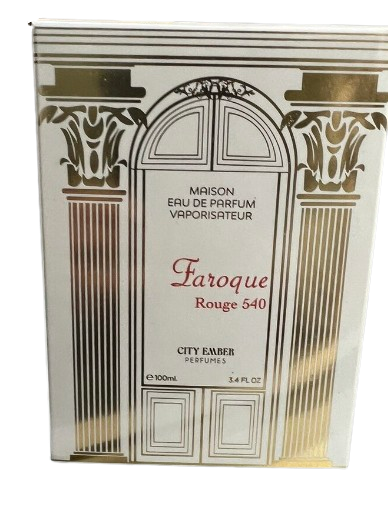 MAISON
EAU DE PARFUM
VAPORISATEUR
Faroque
Rouge 540
CITY EMBER
PERFUMES
℮100ml. 3.4 FL OZ